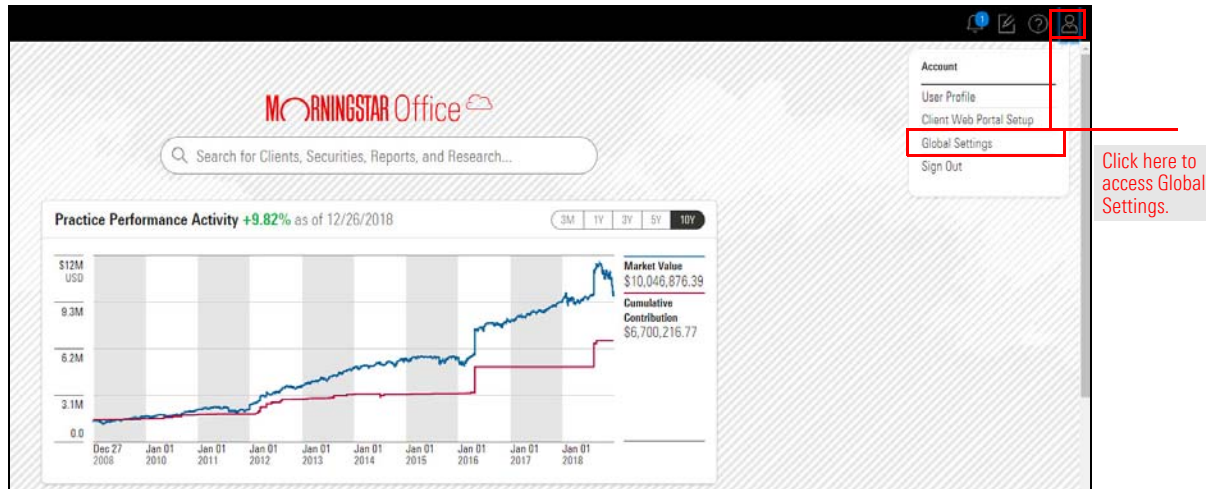 1
Account
User Profile
Client Web Portal Setup
Global Settings
Sign Out
Click here to
access Global
Settings.
MORNINGSTAR Office
Search for Clients, Securities, Reports, and Research...
Practice Performance Activity +9.82% as of 12/26/2018
3M 1Y 3Y 5Y 10Y
$12M
USD
9.3M
6.2M
3.1M
0.0
Market Value
$10,046,876.39
Cumulative
Contribution
$6,700,216.77
Dec 27 Jan 01 Jan 01 Jan 01 Jan 01 Jan 01 Jan 01 Jan 01 Jan 01 Jan 01
2008 2010 2011 2012 2013 2014 2015 2016 2017 2018